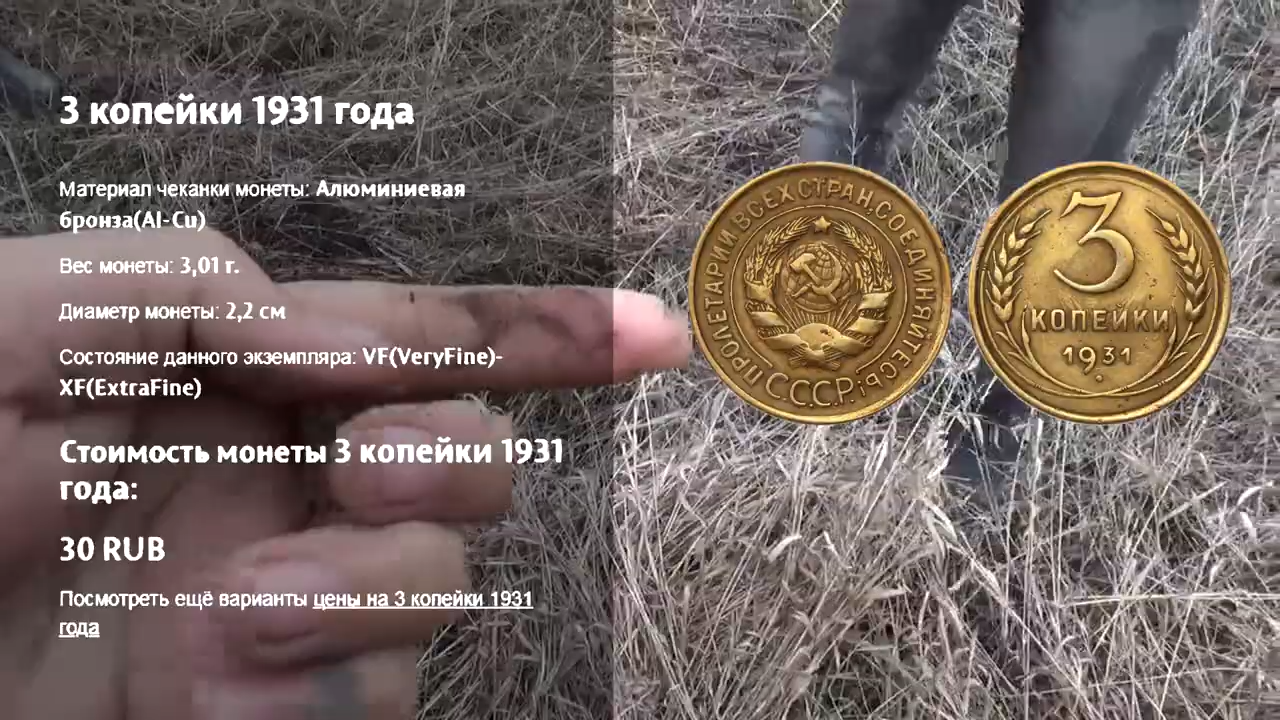 3 копейки 1931 года
Материал чеканки монеты: Алюминиевая
бронза(Al-Cu)
Вес монеты: 3,01 г.
Диаметр монеты: 2,2 см
Состояние данного экземпляра: VF(VeryFine)-
XF(ExtraFine)
Стоимость монеты 3 копейки 1931
года:
30 RUB
Посмотреть ещё варианты цены на 3 копейки 1931
года
ПРОЛЕТАРИИ ВСЕХ СТРАН, СОЕДИНЯЙТЕСЬ!
С.С.С.Р.
3
КОПЕЙКИ
1931